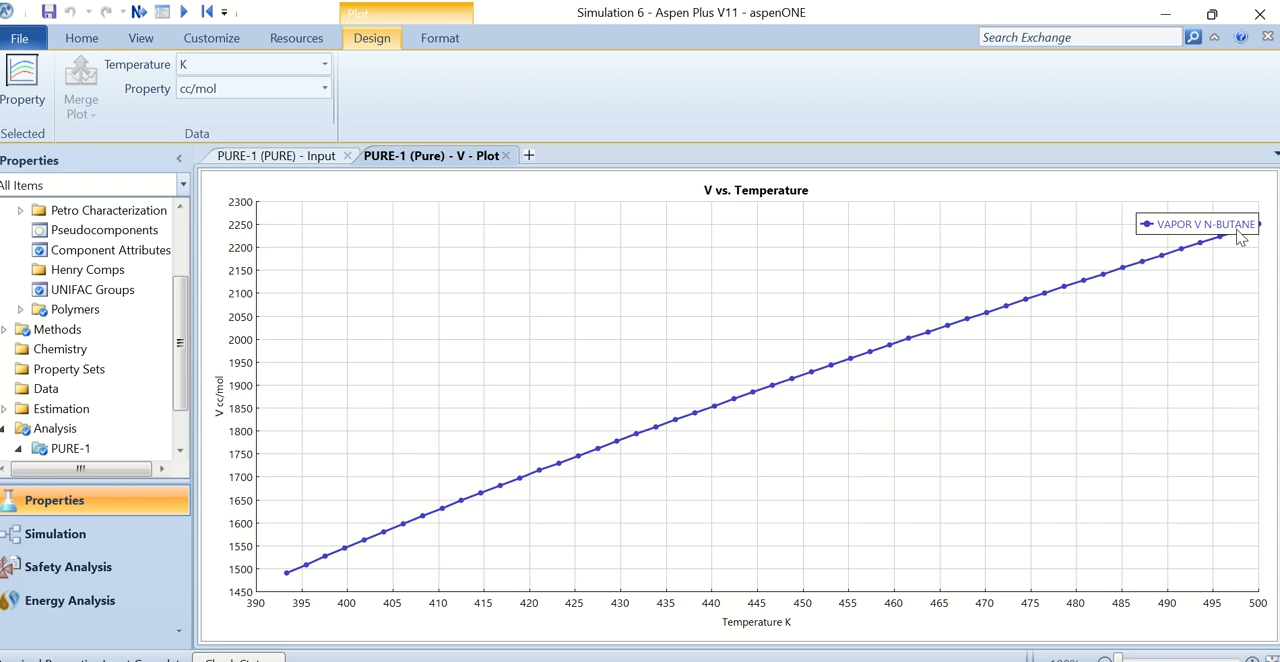 Plot
Simulation 6 - Aspen Plus V11 - aspenONE
File Home View Customize Resources Design Format Search Exchange
Temperature K
Property cc/mol
Property Merge
Plot
Selected Data
Properties
PURE-1 (PURE) - Input PURE-1 (Pure) - V - Plot
All Items
Petro Characterization
Pseudocomponents
Component Attributes
Henry Comps
UNIFAC Groups
Polymers
Methods
Chemistry
Property Sets
Data
Estimation
Analysis
PURE-1
Properties
Simulation
Safety Analysis
Energy Analysis
V vs. Temperature
VAPOR V N-BUTANE
2300
2250
2200
2150
2100
2050
2000
1950
1900
1850
1800
1750
1700
1650
1600
1550
1500
1450
V cc/mol
390 395 400 405 410 415 420 425 430 435 440 445 450 455 460 465 470 475 480 485 490 495 500
Temperature K